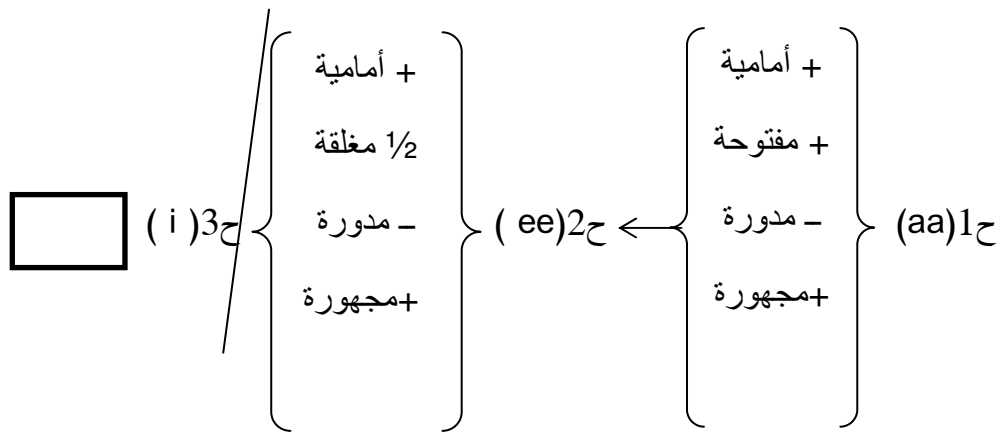 + أمامية
+ مفتوحة
ح1(aa) – مدورة ← ح2(ee)
+مجهورة
+ أمامية
½ مغلقة
– مدورة / ح3( i )
+مجهورة